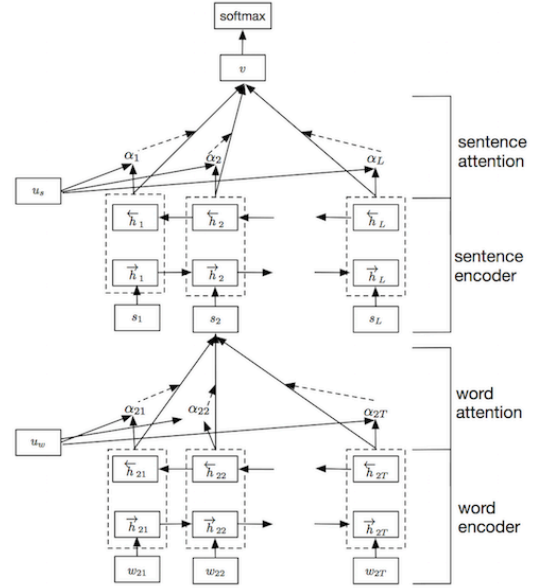 softmax
v
α1 α2 αL
sentence
attention
us
←h1 ←h2 ←hL
sentence
encoder
→h1 →h2 →hL
s1 s2 sL
word
attention
α21 α22 α2T
uw
←h21 ←h22 ←h2T
word
encoder
→h21 →h22 →h2T
w21 w22 w2T